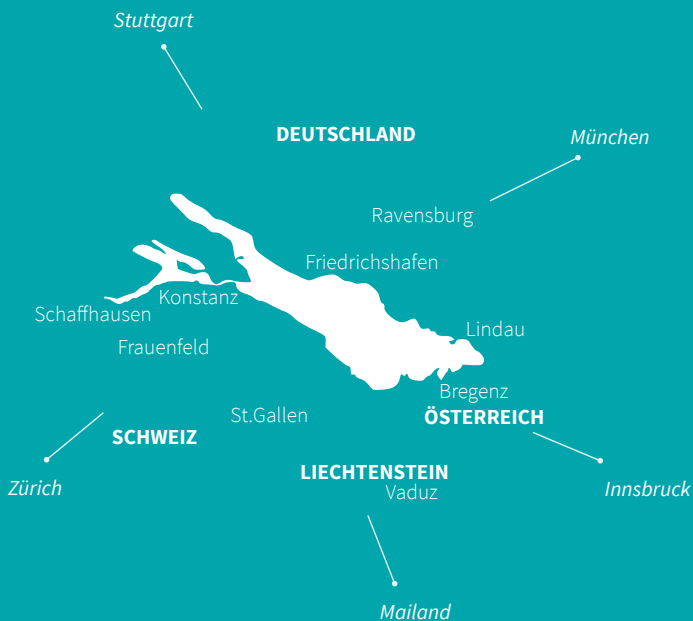 Stuttgart
DEUTSCHLAND
München
Ravensburg
Friedrichshafen
Konstanz
Schaffhausen
Lindau
Frauenfeld
Bregenz
St.Gallen
ÖSTERREICH
SCHWEIZ
LIECHTENSTEIN
Zürich
Vaduz
Innsbruck
Mailand